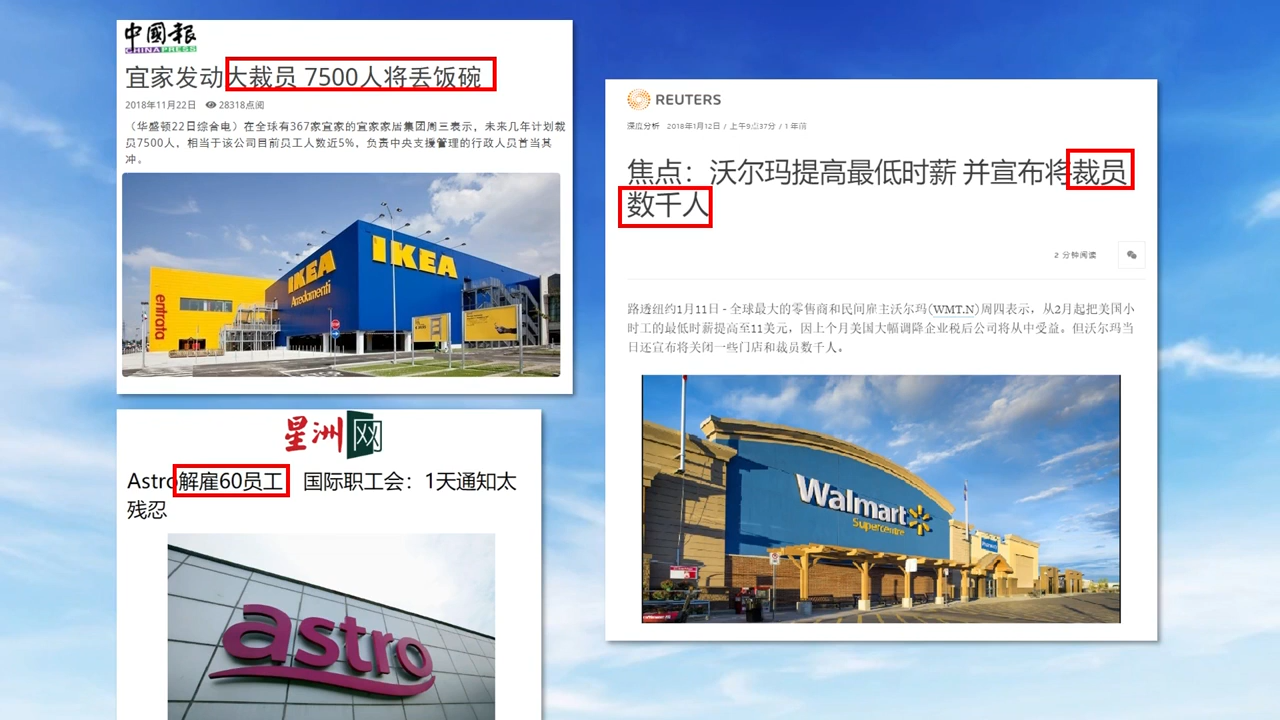 中國報
CHINAPRESS
宜家发动大裁员 7500人将丢饭碗
2018年11月22日 28318点阅
（华盛顿22日综合电）在全球有367家宜家的宜家家居集团周三表示，未来几年计划裁
员7500人，相当于该公司目前员工人数近5%，负责中央支援管理的行政人员首当其
冲。
IKEA
IKEA
Arredamenti
entrata
星洲网
Astro解雇60员工 国际职工会：1天通知太
残忍
astro
REUTERS
深度分析 2018年1月12日 / 上午9点37分 / 1 年前
焦点：沃尔玛提高最低时薪 并宣布将裁员
数千人
2 分钟阅读
路透纽约1月11日 - 全球最大的零售商和民间雇主沃尔玛(WMT.N)周四表示，从2月起把美国小
时工的最低时薪提高至11美元，因上个月美国大幅调降企业税后公司将从中受益。但沃尔玛当
日还宣布将关闭一些门店和裁员数千人。
Walmart
Supercentre